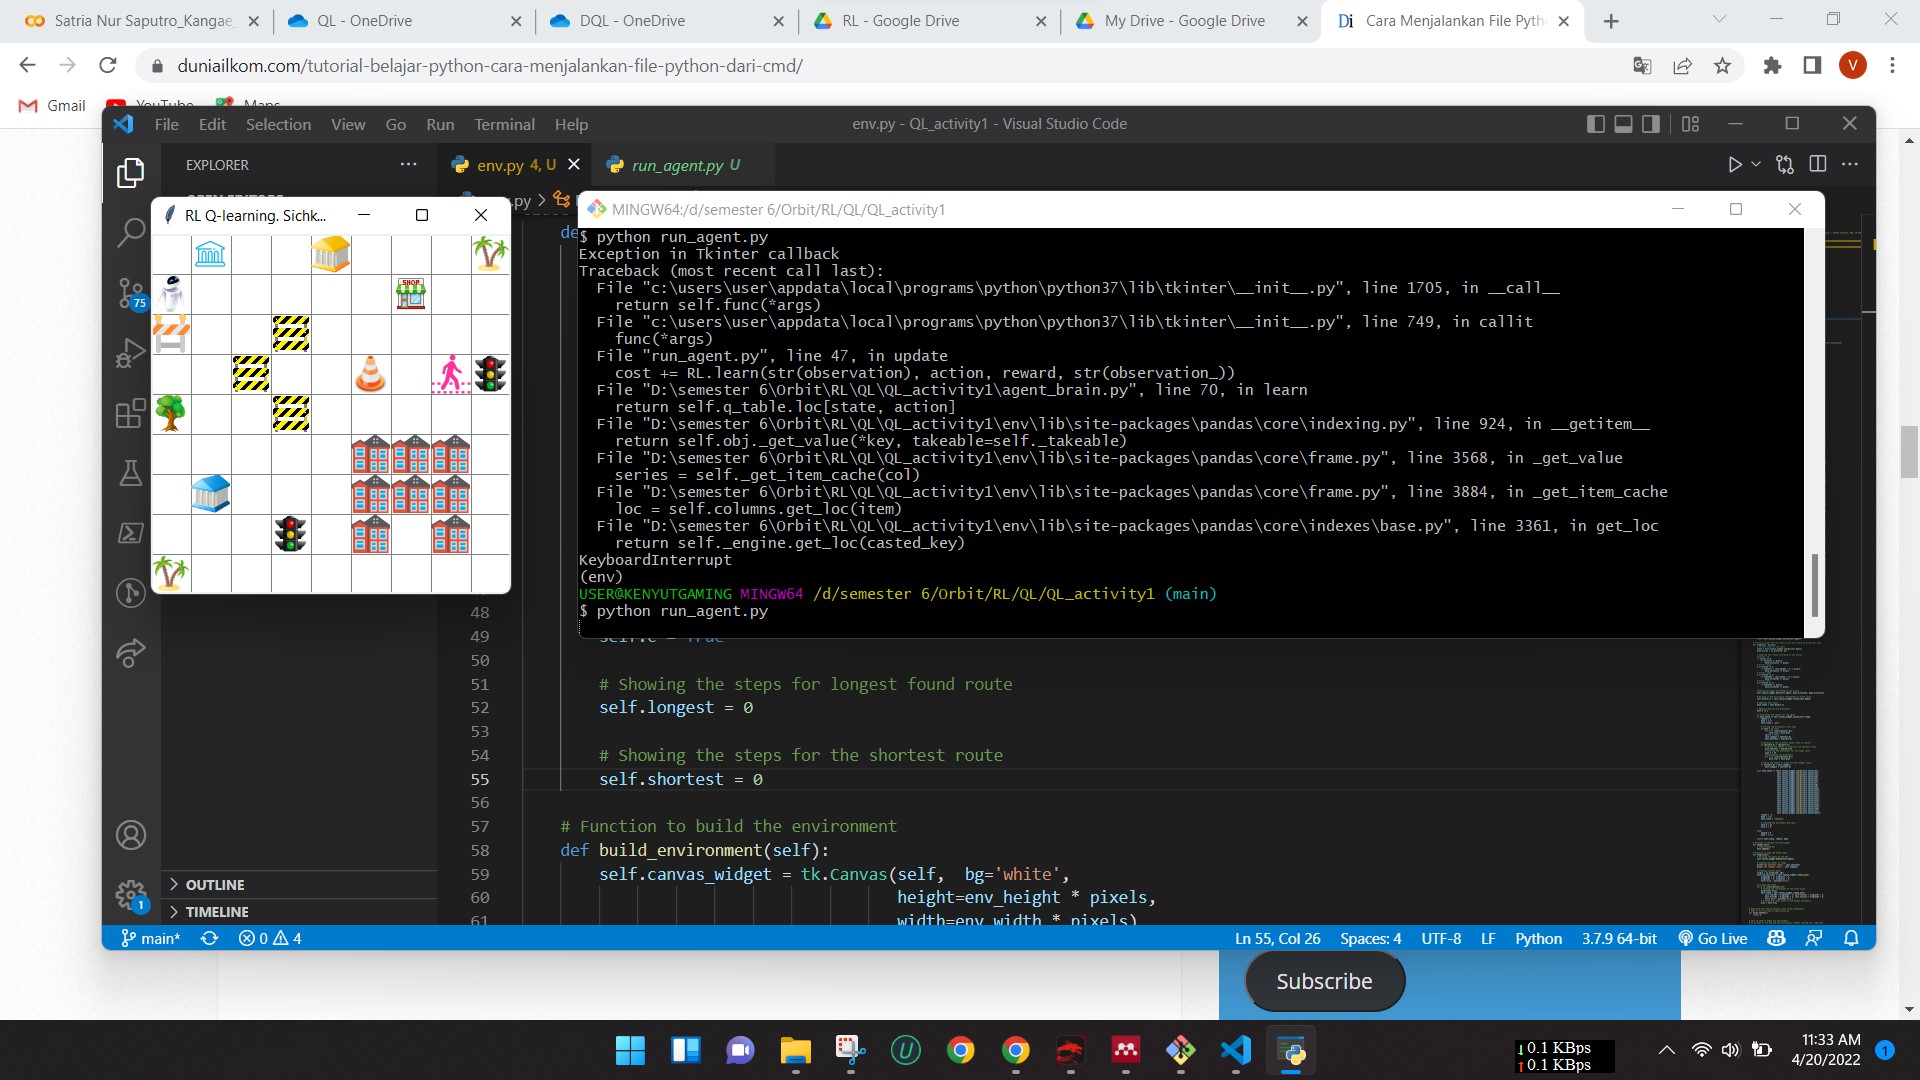 Satria Nur Saputro_Kangae
QL - OneDrive
DQL - OneDrive
RL - Google Drive
My Drive - Google Drive
Di Cara Menjalankan File Pyth
duniailkom.com/tutorial-belajar-python-cara-menjalankan-file-python-dari-cmd/
V
Gmail
YouTube
Maps
File Edit Selection View Go Run Terminal Help
env.py - QL_activity1 - Visual Studio Code
EXPLORER
env.py 4, U
run_agent.py U
.py
RL Q-learning. Sichk...
SHOP
75
MINGW64:/d/semester 6/Orbit/RL/QL/QL_activity1
de
$ python run_agent.py
Exception in Tkinter callback
Traceback (most recent call last):
File "c:\users\user\appdata\local\programs\python\python37\lib\tkinter\__init__.py", line 1705, in __call__
return self.func(*args)
File "c:\users\user\appdata\local\programs\python\python37\lib\tkinter\__init__.py", line 749, in callit
func(*args)
File "run_agent.py", line 47, in update
cost += RL.learn(str(observation), action, reward, str(observation_))
File "D:\semester 6\Orbit\RL\QL\QL_activity1\agent_brain.py", line 70, in learn
return self.q_table.loc[state, action]
File "D:\semester 6\Orbit\RL\QL\QL_activity1\env\lib\site-packages\pandas\core\indexing.py", line 924, in __getitem__
return self.obj._get_value(*key, takeable=self._takeable)
File "D:\semester 6\Orbit\RL\QL\QL_activity1\env\lib\site-packages\pandas\core\frame.py", line 3568, in _get_value
series = self._get_item_cache(col)
File "D:\semester 6\Orbit\RL\QL\QL_activity1\env\lib\site-packages\pandas\core\frame.py", line 3884, in _get_item_cache
loc = self.columns.get_loc(item)
File "D:\semester 6\Orbit\RL\QL\QL_activity1\env\lib\site-packages\pandas\core\indexes\base.py", line 3361, in get_loc
return self._engine.get_loc(casted_key)
KeyboardInterrupt
(env)
USER@KENYUTGAMING MINGW64 /d/semester 6/Orbit/RL/QL/QL_activity1 (main)
$ python run_agent.py
48
49 self.c = True
50
51 # Showing the steps for longest found route
52 self.longest = 0
53
54 # Showing the steps for the shortest route
55 self.shortest = 0
56
57 # Function to build the environment
58 def build_environment(self):
59 self.canvas_widget = tk.Canvas(self, bg='white',
60 height=env_height * pixels,
61 width=env_width * pixels)
OUTLINE
TIMELINE
1
main*
0 4
Ln 55, Col 26 Spaces: 4 UTF-8 LF Python 3.7.9 64-bit Go Live
Subscribe
0.1 KBps
0.1 KBps
11:33 AM
4/20/2022
1